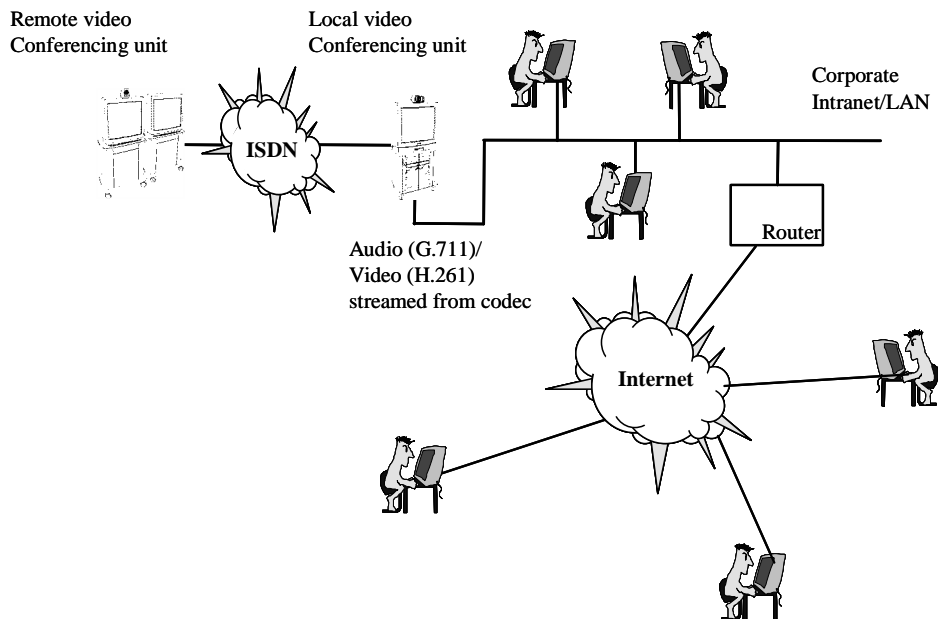 Remote video
Conferencing unit
Local video
Conferencing unit
Corporate
Intranet/LAN
ISDN
Router
Audio (G.711)/
Video (H.261)
streamed from codec
Internet